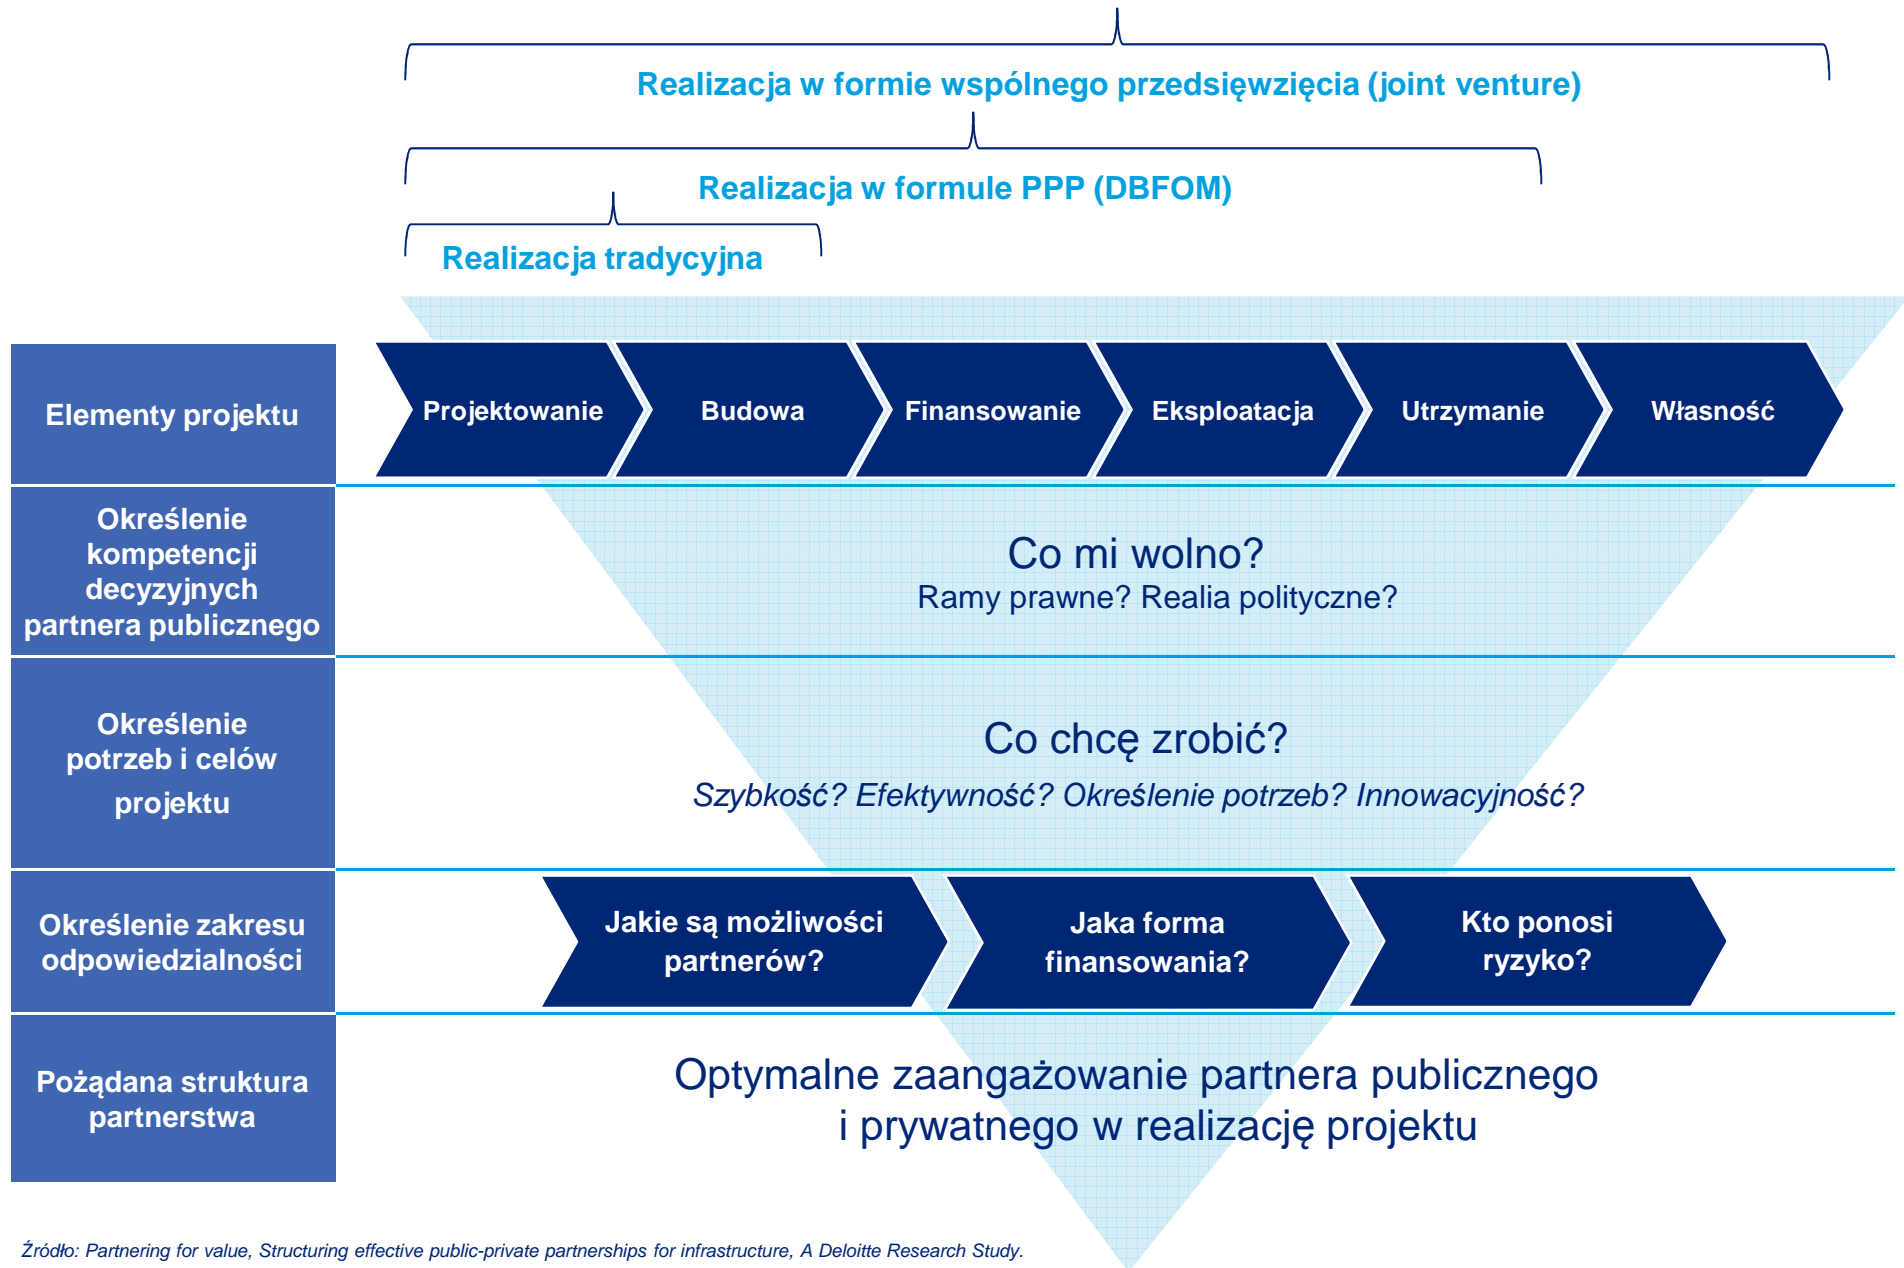 Realizacja w formie wspólnego przedsięwzięcia (joint venture)
Realizacja w formule PPP (DBFOM)
Realizacja tradycyjna
Elementy projektu
Projektowanie
Budowa
Finansowanie
Eksploatacja
Utrzymanie
Własność
Określenie
kompetencji
decyzyjnych
partnera publicznego
Co mi wolno?
Ramy prawne? Realia polityczne?
Określenie
potrzeb i celów
projektu
Co chcę zrobić?
Szybkość? Efektywność? Określenie potrzeb? Innowacyjność?
Określenie zakresu
odpowiedzialności
Jakie są możliwości
partnerów?
Jaka forma
finansowania?
Kto ponosi
ryzyko?
Pożądana struktura
partnerstwa
Optymalne zaangażowanie partnera publicznego
i prywatnego w realizację projektu
Źródło: Partnering for value, Structuring effective public-private partnerships for infrastructure, A Deloitte Research Study.